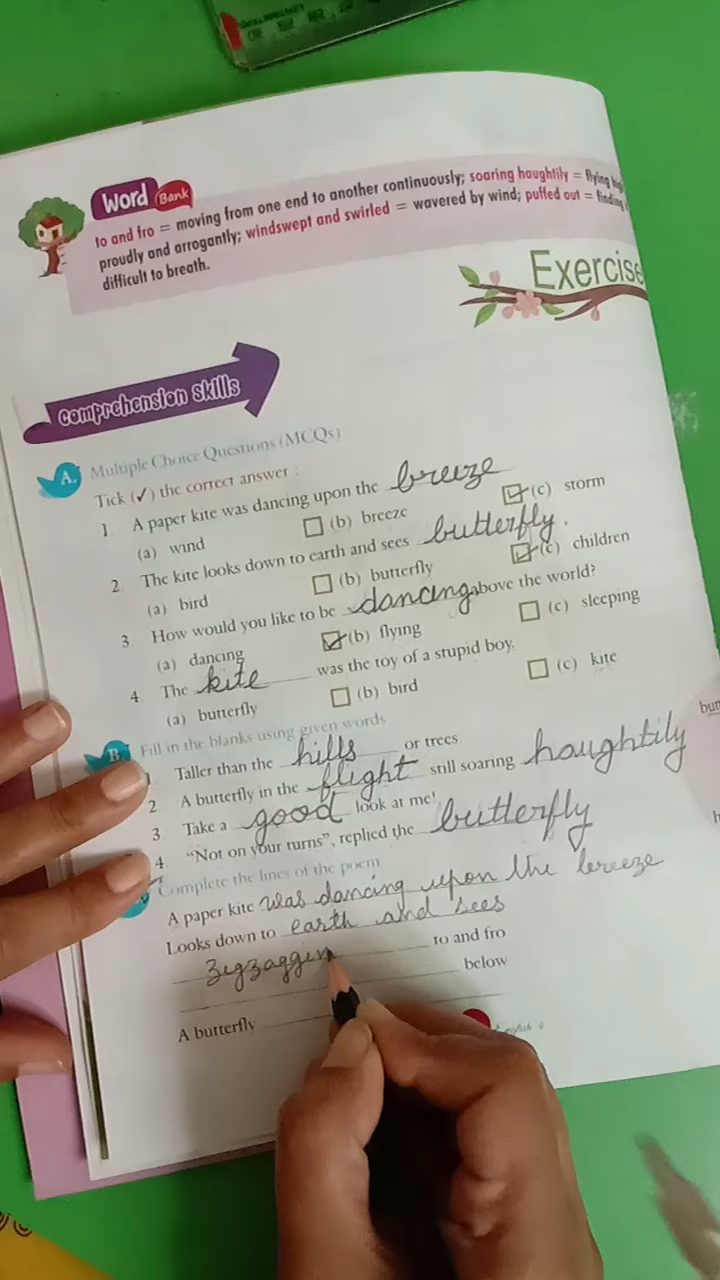 Word Bank
to and fro = moving from one end to another continuously; soaring haughtily = flying
proudly and arrogantly; windswept and swirled = wavered by wind; puffed out = finding
difficult to breath.
Exercise
comprehension skills
A. Multiple Choice Questions (MCQs)
Tick (✓) the correct answer :
1 A paper kite was dancing upon the breeze
(a) wind (b) breeze (c) storm
2 The kite looks down to earth and sees butterfly.
(a) bird (b) butterfly (c) children
3 How would you like to be dancing above the world?
(a) dancing (b) flying (c) sleeping
4. The kite was the toy of a stupid boy.
(a) butterfly (b) bird (c) kite
B. Fill in the blanks using given words
1. Taller than the hills or trees
2. A butterfly in the flight still soaring haughtily
3. Take a good look at me!
4. "Not on your turns", replied the butterfly
Complete the lines of the poem
A paper kite was dancing upon the breeze
Looks down to earth and sees
zigzaggin to and fro
below
A butterfly
English 4